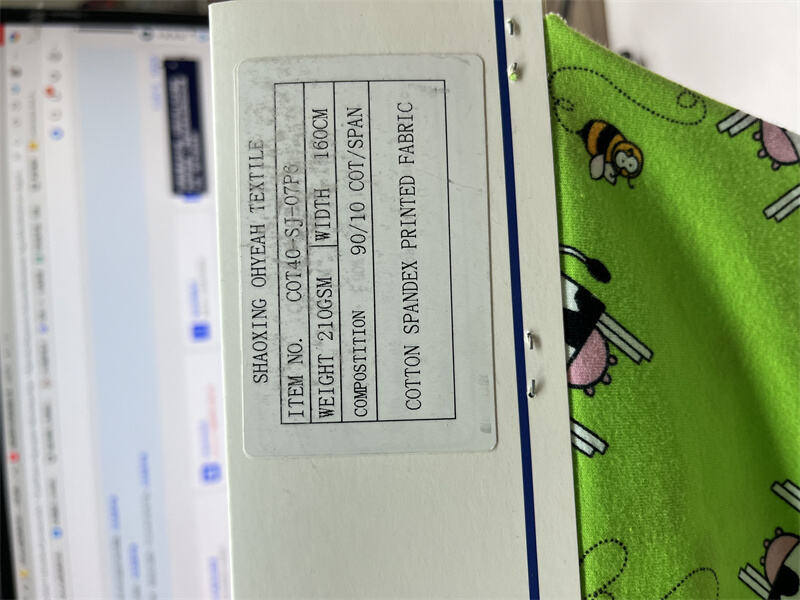 SHAOXING OHYEAH TEXTILE
ITEM NO. COT40-SJ-07P6
WEIGHT 210GSM WIDTH 160CM
COMPOSTITION 90/10 COT/SPAN
COTTON SPANDEX PRINTED FABRIC